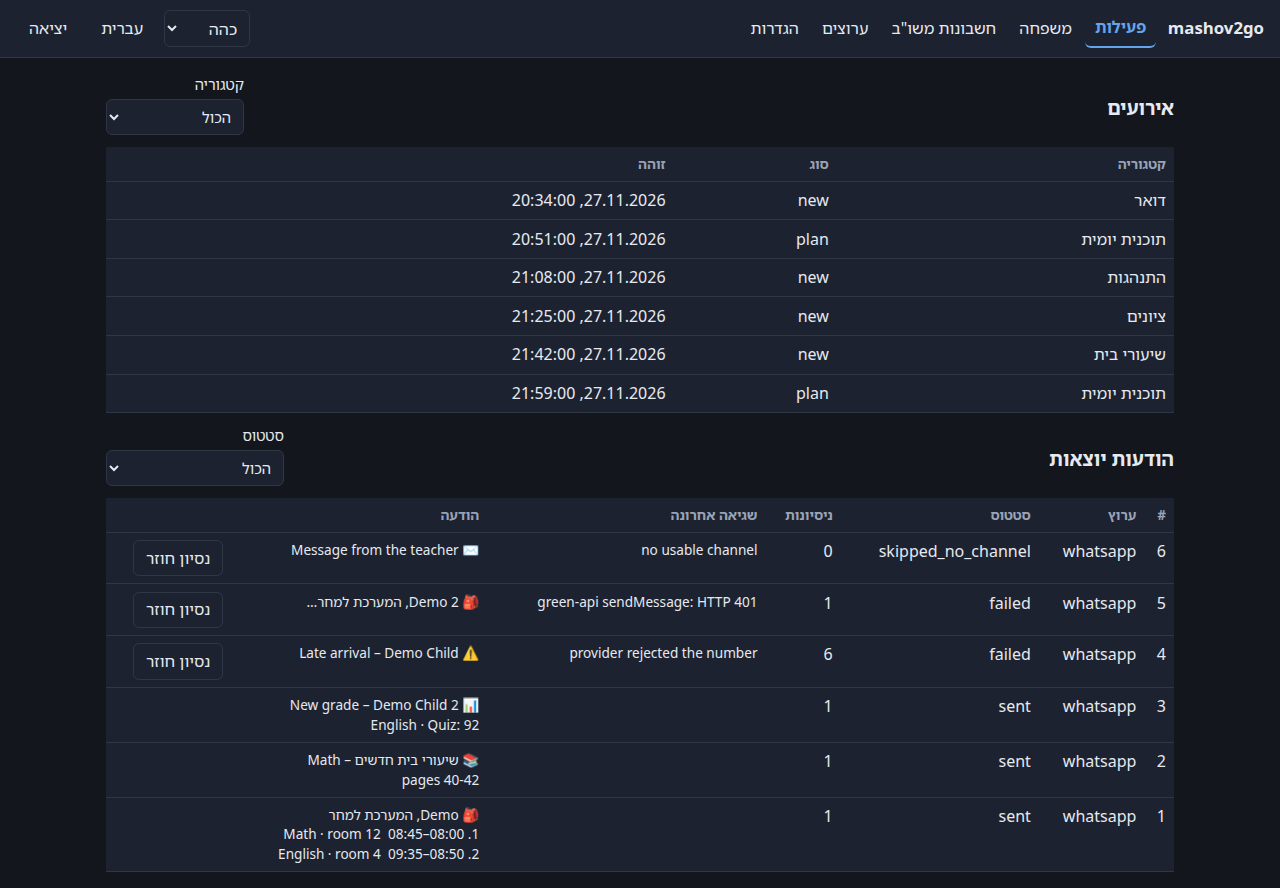 mashov2go פעילות משפחה חשבונות משו"ב ערוצים הגדרות כהה עברית יציאה
אירועים
קטגוריה
הכול
קטגוריה סוג זוהה
דואר new 27.11.2026, 20:34:00
תוכנית יומית plan 27.11.2026, 20:51:00
התנהגות new 27.11.2026, 21:08:00
ציונים new 27.11.2026, 21:25:00
שיעורי בית new 27.11.2026, 21:42:00
תוכנית יומית plan 27.11.2026, 21:59:00
הודעות יוצאות
סטטוס
הכול
# ערוץ סטטוס ניסיונות שגיאה אחרונה הודעה
6 whatsapp skipped_no_channel 0 no usable channel ✉️ Message from the teacher נסיון חוזר
5 whatsapp failed 1 green-api sendMessage: HTTP 401 🎒 Demo 2, המערכת למחר... נסיון חוזר
4 whatsapp failed 6 provider rejected the number ⚠️ Late arrival – Demo Child נסיון חוזר
3 whatsapp sent 1 📊 New grade – Demo Child 2
English · Quiz: 92
2 whatsapp sent 1 📚 שיעורי בית חדשים – Math
pages 40-42
1 whatsapp sent 1 🎒 Demo, המערכת למחר
1. 08:00–08:45 Math · room 12
2. 08:50–09:35 English · room 4